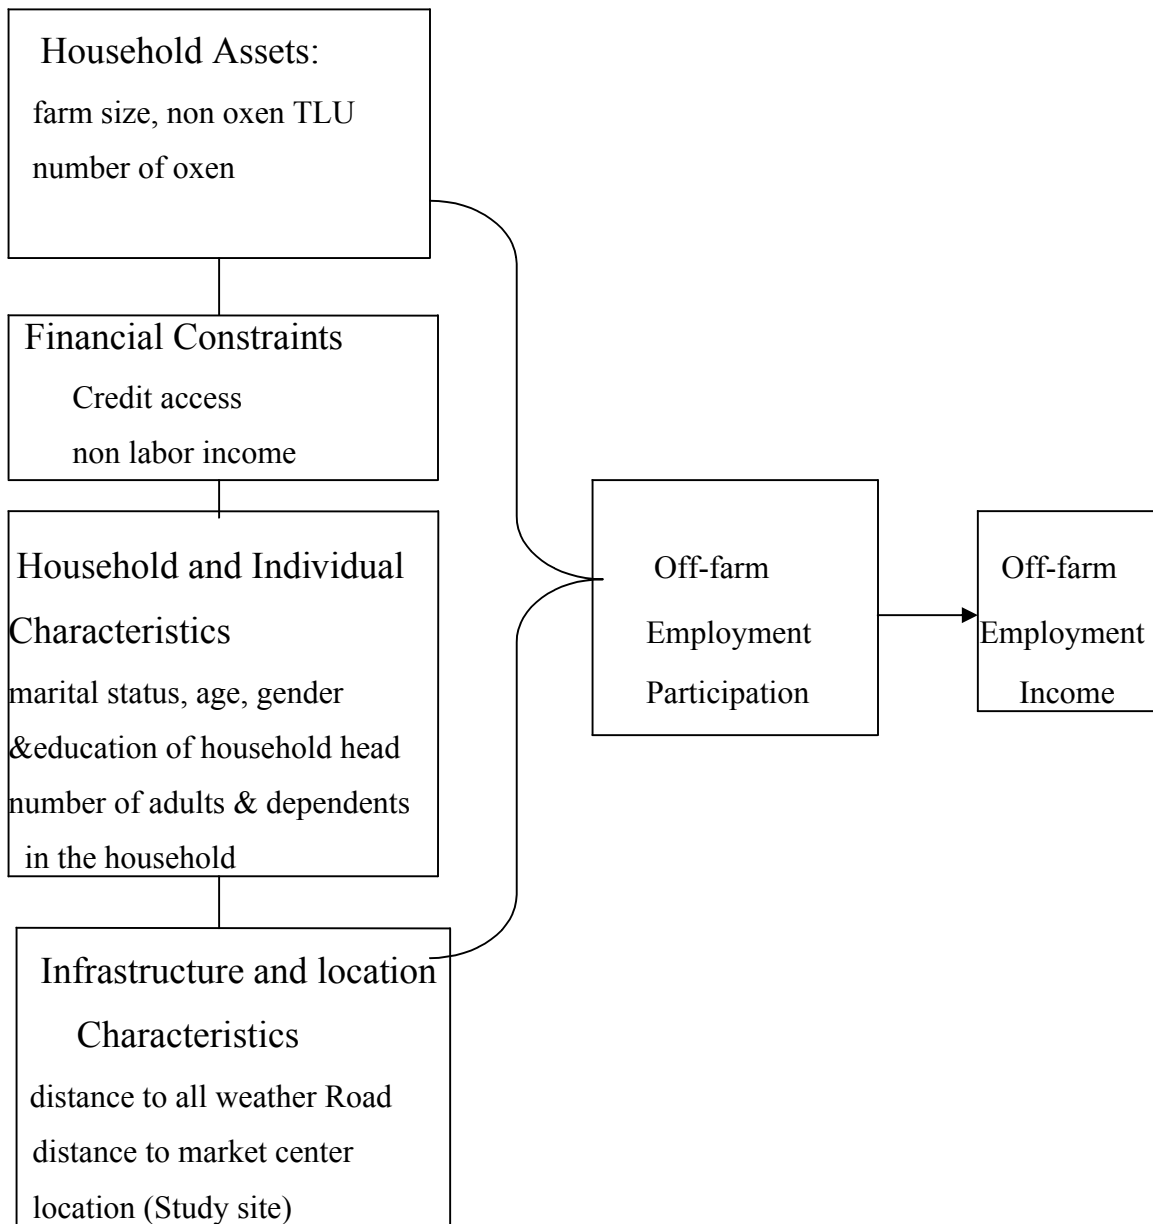 Household Assets:
farm size, non oxen TLU
number of oxen
Financial Constraints
Credit access
non labor income
Household and Individual
Characteristics
marital status, age, gender
&education of household head
number of adults & dependents
in the household
Infrastructure and location
Characteristics
distance to all weather Road
distance to market center
location (Study site)
Off-farm
Employment
Participation
Off-farm
Employment
Income